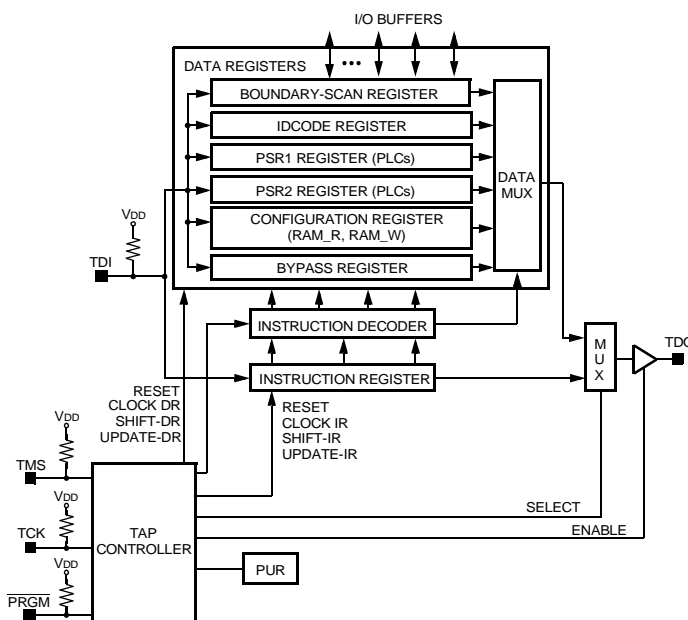 I/O BUFFERS
DATA REGISTERS
•••
BOUNDARY-SCAN REGISTER
IDCODE REGISTER
PSR1 REGISTER (PLCs)
PSR2 REGISTER (PLCs)
CONFIGURATION REGISTER
(RAM_R, RAM_W)
BYPASS REGISTER
DATA
MUX
VDD
TDI
INSTRUCTION DECODER
INSTRUCTION REGISTER
M
U
X
TDO
RESET
CLOCK DR
SHIFT-DR
UPDATE-DR
RESET
CLOCK IR
SHIFT-IR
UPDATE-IR
VDD
TMS
VDD
TCK
VDD
PRGM
TAP
CONTROLLER
SELECT
ENABLE
PUR